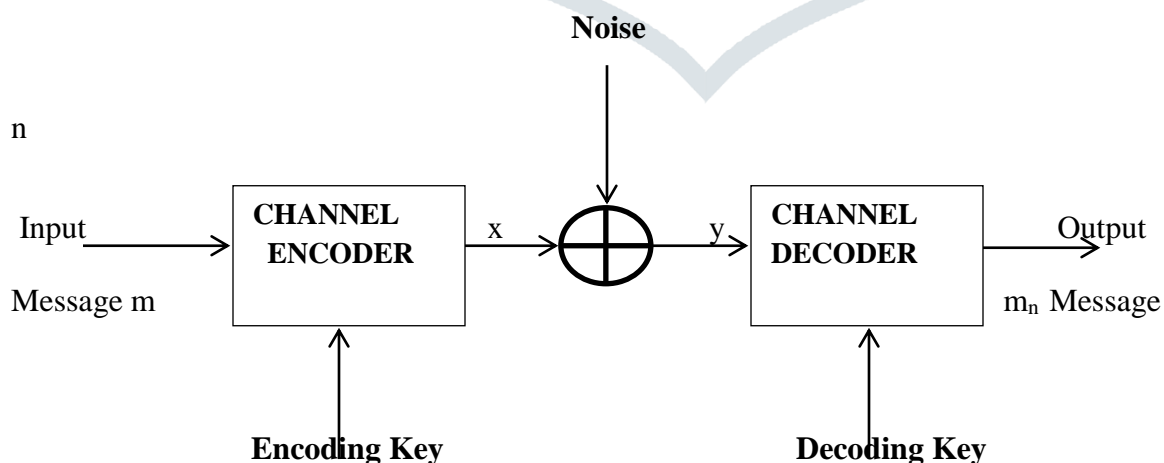 Noise
n
Input
CHANNEL
ENCODER
x
y
CHANNEL
DECODER
Output
Message m
mₙ Message
Encoding Key
Decoding Key